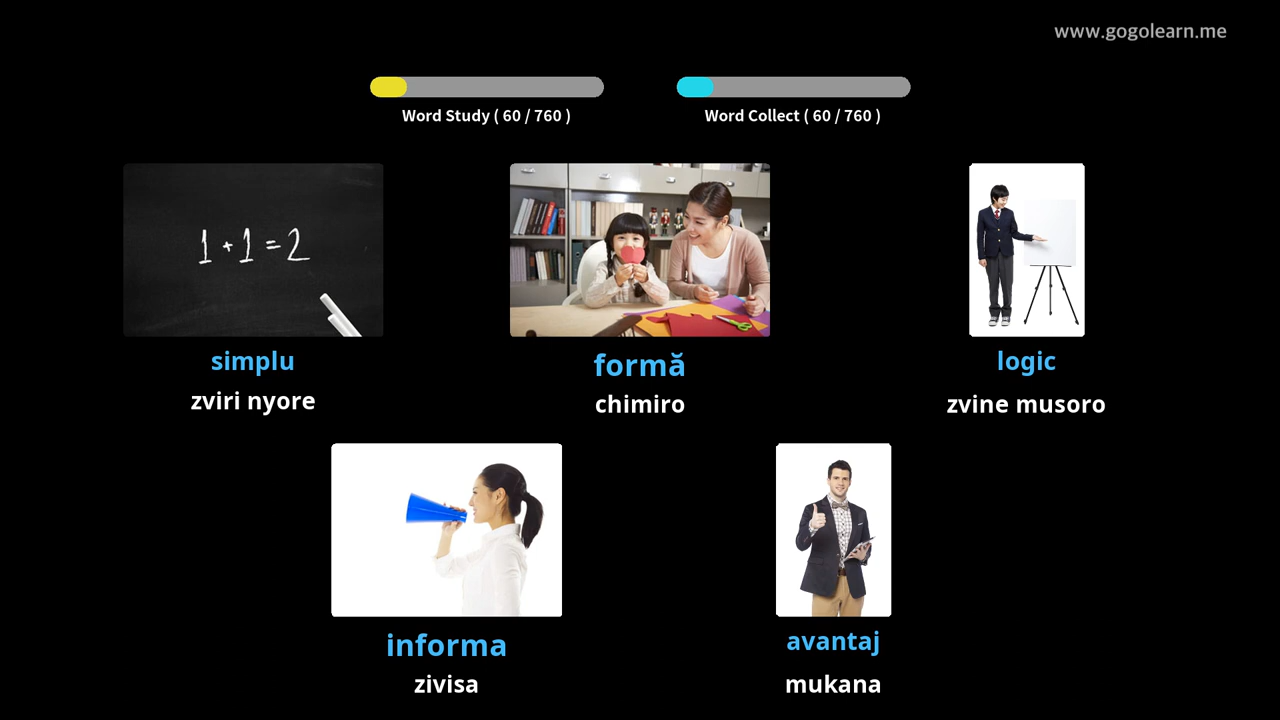 www.gogolearn.me
Word Study ( 60 / 760 )
Word Collect ( 60 / 760 )
1 + 1 = 2
simplu
zviri nyore
formă
chimiro
logic
zvine musoro
informa
zivisa
avantaj
mukana